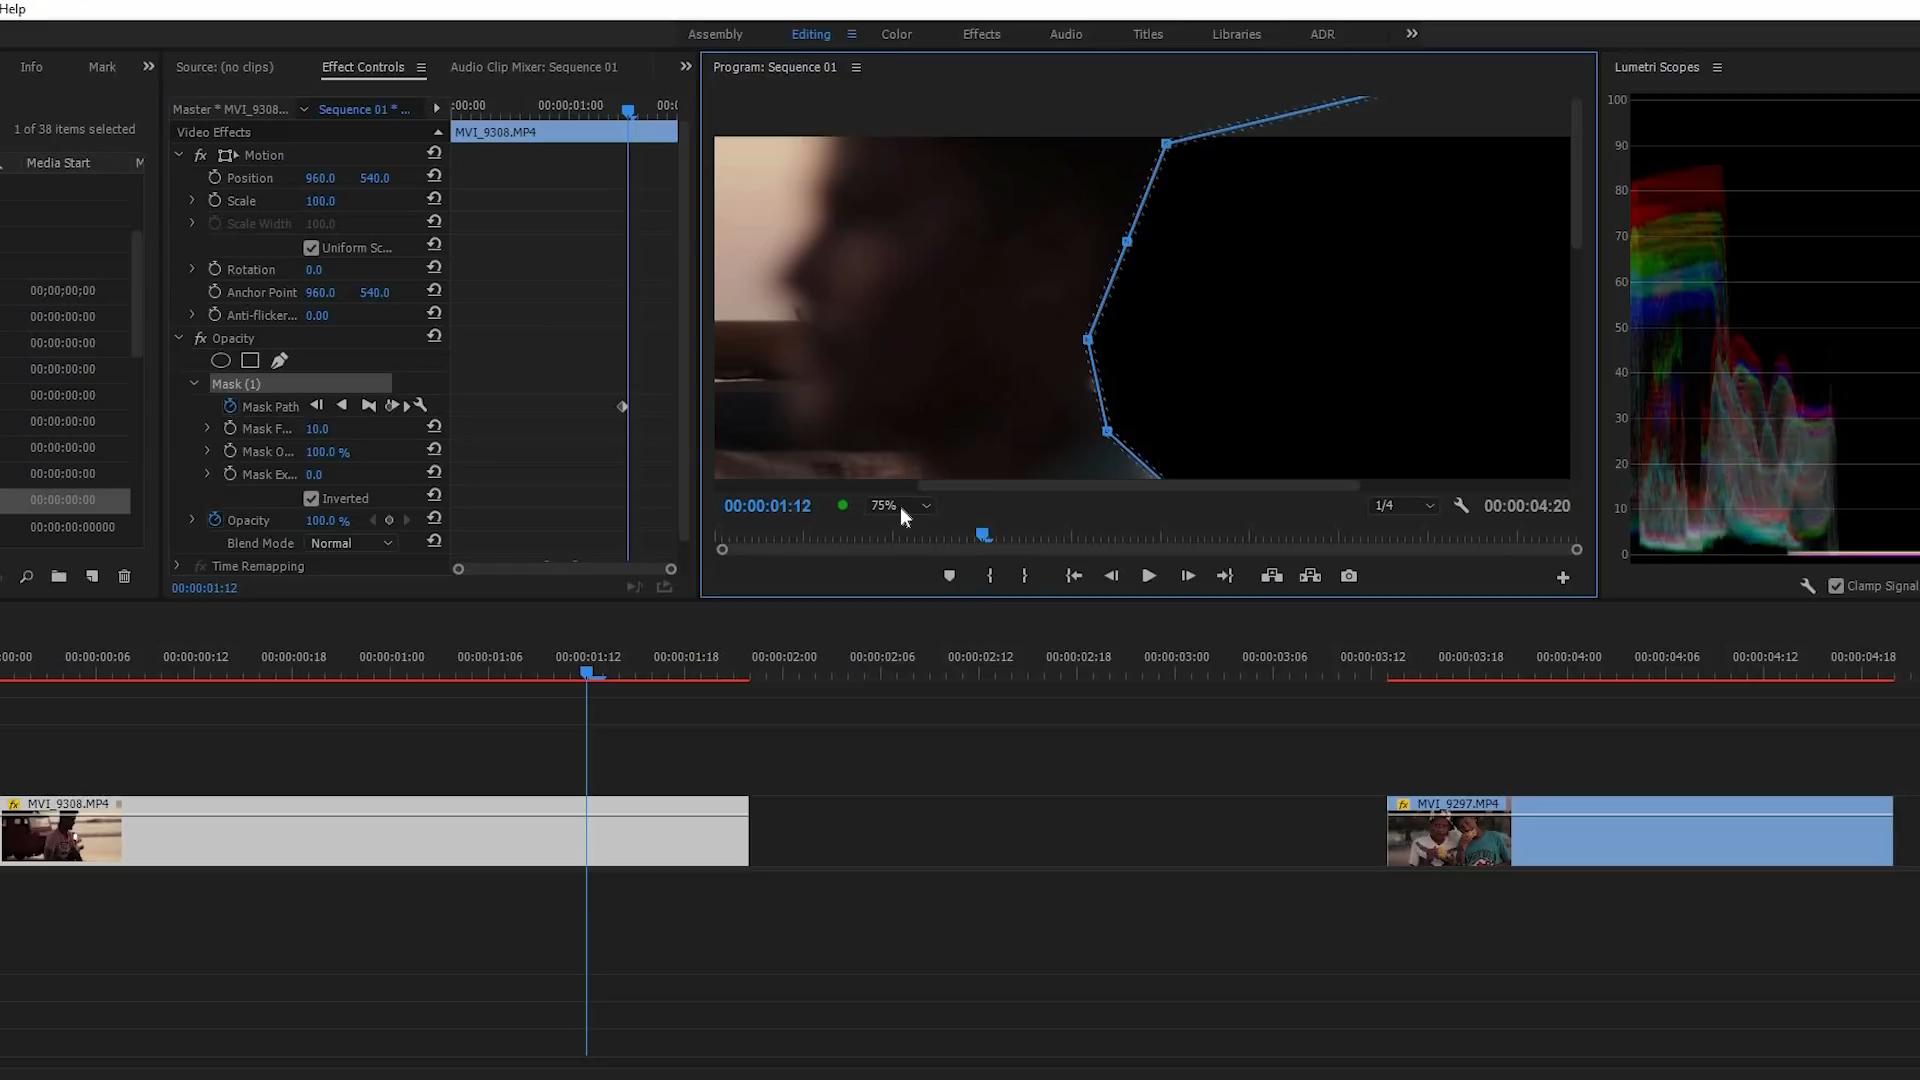 Help
Assembly Editing Color Effects Audio Titles Libraries ADR
Info Mark
Source: (no clips) Effect Controls Audio Clip Mixer: Sequence 01
Program: Sequence 01
Lumetri Scopes
Master * MVI_9308... Sequence 01 * ...
:00:00 00:00:01:00 00:(
1 of 38 items selected
Video Effects
MVI_9308.MP4
Media Start M
Motion
Position 960.0 540.0
Scale 100.0
Scale Width 100.0
Uniform Sc...
Rotation 0.0
Anchor Point 960.0 540.0
Anti-flicker... 0.00
fx Opacity
Mask (1)
Mask Path
Mask F... 10.0
Mask O... 100.0 %
Mask Ex... 0.0
Inverted
Opacity 100.0 %
Blend Mode Normal
fx Time Remapping
00:00:01:12
00;00;00;00
00:00:00:00
00:00:00:00
00:00:00:00
00:00:00:00
00:00:00:00
00:00:00:00
00:00:00:00
00:00:00:00
00:00:00:00000
00:00:01:12 75% 1/4 00:00:04:20
100
90
80
70
60
50
40
30
20
10
0
Clamp Signal
:00:00 00:00:00:06 00:00:00:12 00:00:00:18 00:00:01:00 00:00:01:06 00:00:01:12 00:00:01:18 00:00:02:00 00:00:02:06 00:00:02:12 00:00:02:18 00:00:03:00 00:00:03:06 00:00:03:12 00:00:03:18 00:00:04:00 00:00:04:06 00:00:04:12 00:00:04:18
fx MVI_9308.MP4
fx MVI_9297.MP4